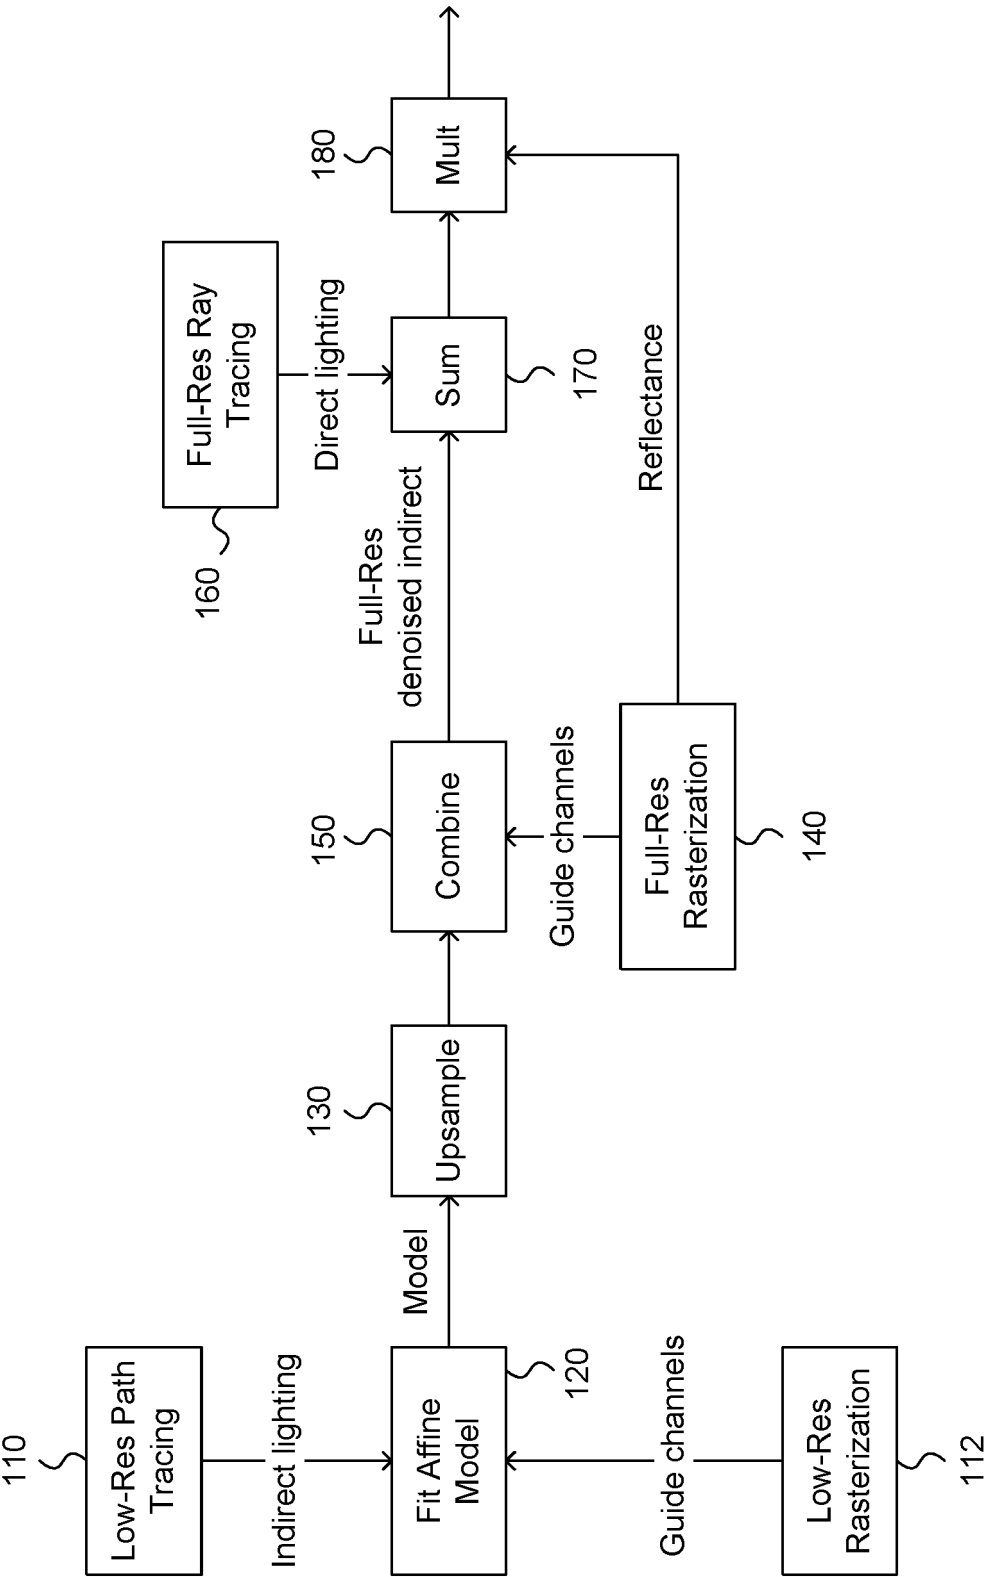 110
Low-Res Path
Tracing
Indirect lighting
Fit Affine
Model
120
Guide channels
Low-Res
Rasterization
112
Model
130
Upsample
150
Combine
Guide channels
Full-Res
Rasterization
140
Full-Res
denoised indirect
160
Full-Res Ray
Tracing
Direct lighting
Sum
170
Reflectance
180
Mult